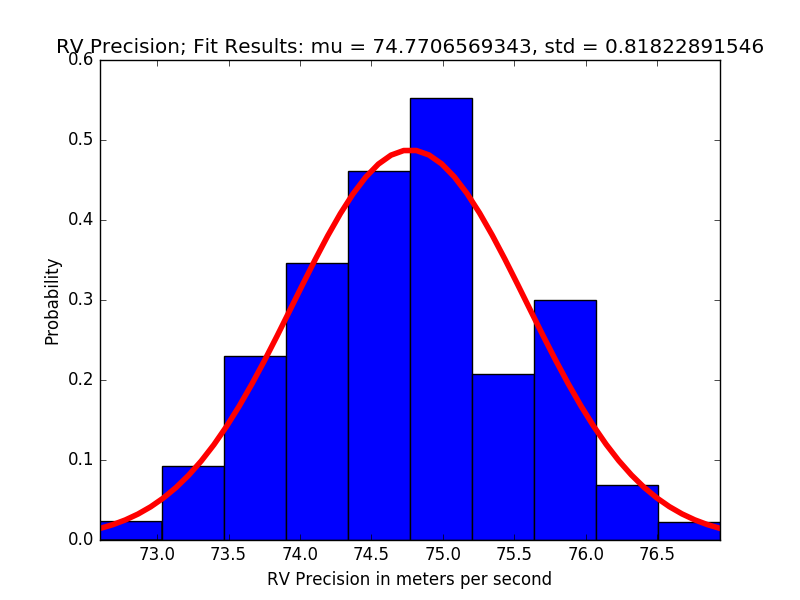 RV Precision; Fit Results: mu = 74.7706569343, std = 0.81822891546
0.6
0.5
0.4
0.3
0.2
0.1
0.0
Probability
73.0 73.5 74.0 74.5 75.0 75.5 76.0 76.5
RV Precision in meters per second